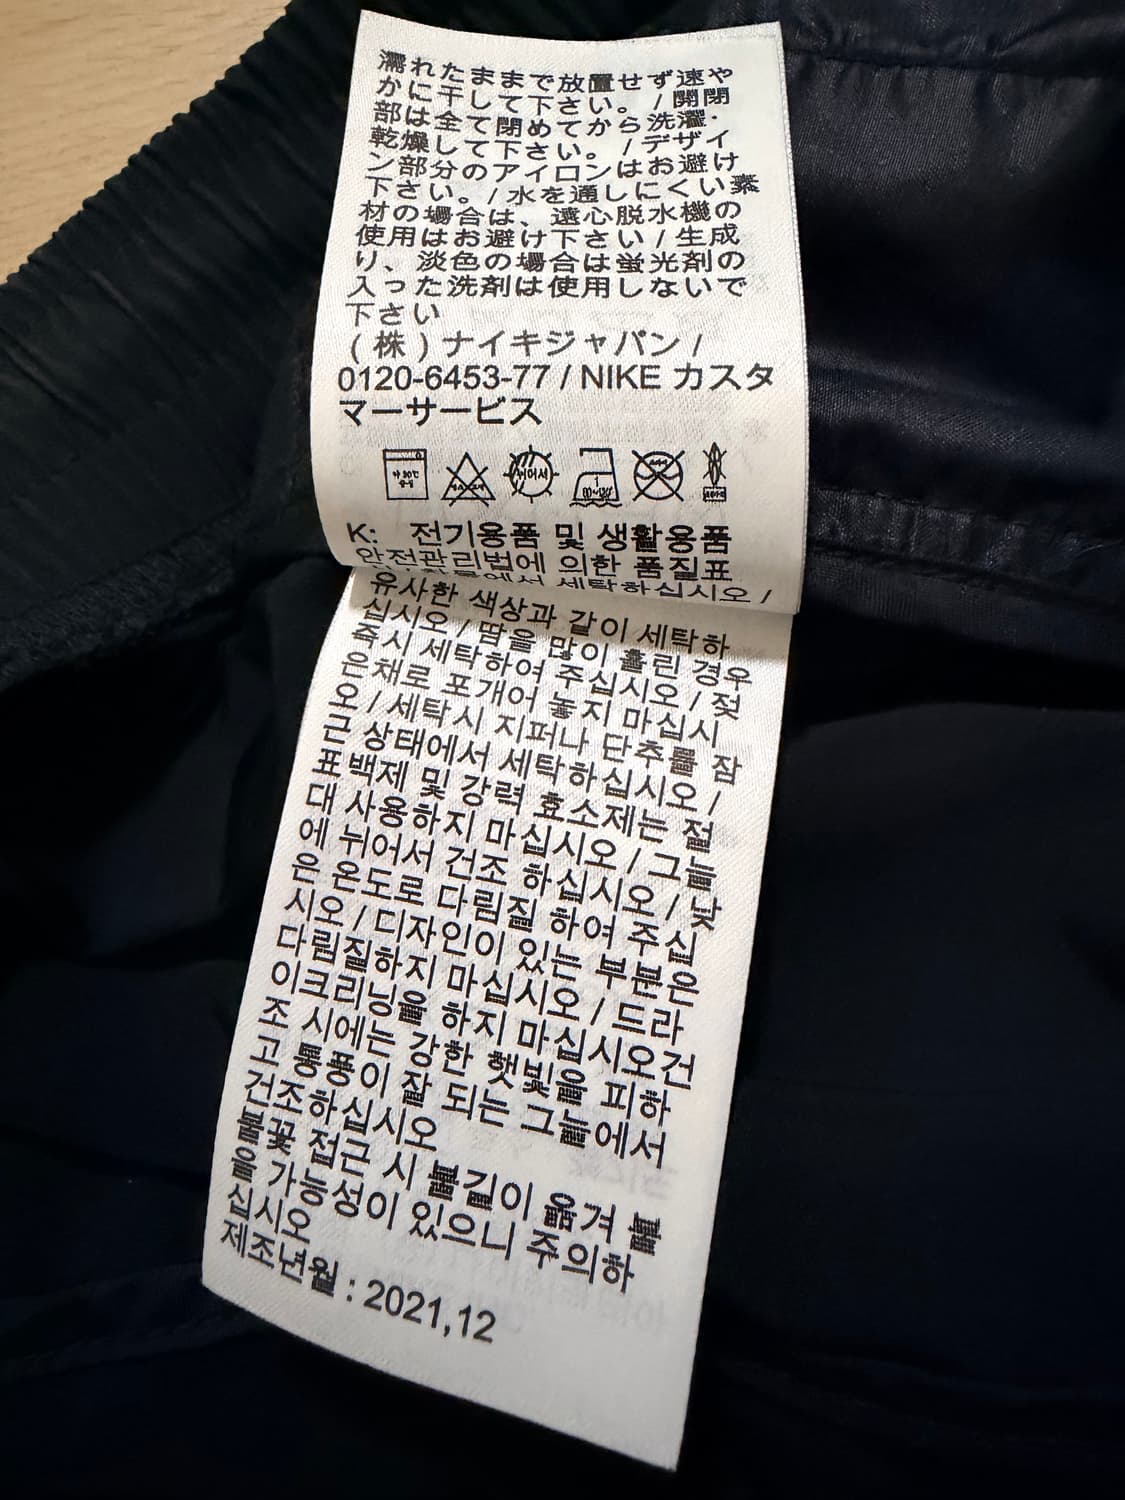 濡れたままで放置せず速や
かに干して下さい。/ 開閉
部は全て閉めてから洗濯・
乾燥して下さい。/ デザイ
ン部分のアイロンはお避け
下さい。/ 水を通しにくい素
材の場合は、遠心脱水機の
使用はお避け下さい / 生成
り、淡色の場合は蛍光剤の
入った洗剤は使用しないで
下さい
(株)ナイキジャパン /
0120-6453-77 / NIKE カスタ
マーサービス
K: 전기용품 및 생활용품
안전관리법에 의한 품질표
에서 세탁하십시오 /
유사한 색상과 같이 세탁하
십시오 / 땀을 많이 흘린 경우
즉시 세탁하여 주십시오 / 젖
은채로 포개어 놓지 마십시
오 / 세탁시 지퍼나 단추를 잠
근 상태에서 세탁하십시오 /
표백제 및 강력 효소제는 절
대 사용하지 마십시오 / 그늘
에 뉘어서 건조 하십시오 / 낮
은 온도로 다림질 하여 주십
시오 / 디자인이 있는 부분은
다림질하지 마십시오 / 드라
이크리닝을 하지 마십시오건
조 시에는 강한 햇빛을 피하
고 통풍이 잘 되는 그늘에서
건조하십시오
불꽃 접근 시 불길이 옮겨 붙
을 가능성이 있으니 주의하
십시오
제조년월 : 2021,12